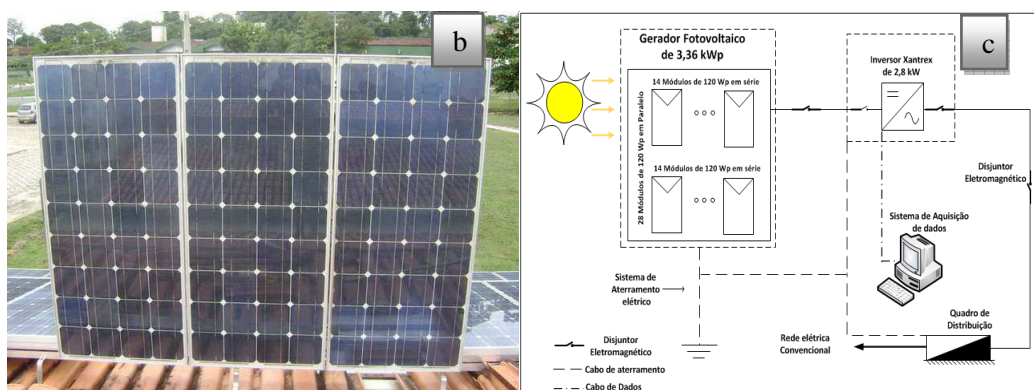 b
c
Gerador Fotovoltaico
de 3,36 kWp
14 Módulos de 120 Wp em série
28 Módulos de 120 Wp em Paralelo
14 Módulos de 120 Wp em série
Inversor Xantrex
de 2,8 kW
Disjuntor
Eletromagnético
Sistema de Aquisição
de dados
Sistema de
Aterramento
elétrico
Quadro de
Distribuição
Rede elétrica
Convencional
Disjuntor
Eletromagnético
Cabo de aterramento
Cabo de Dados